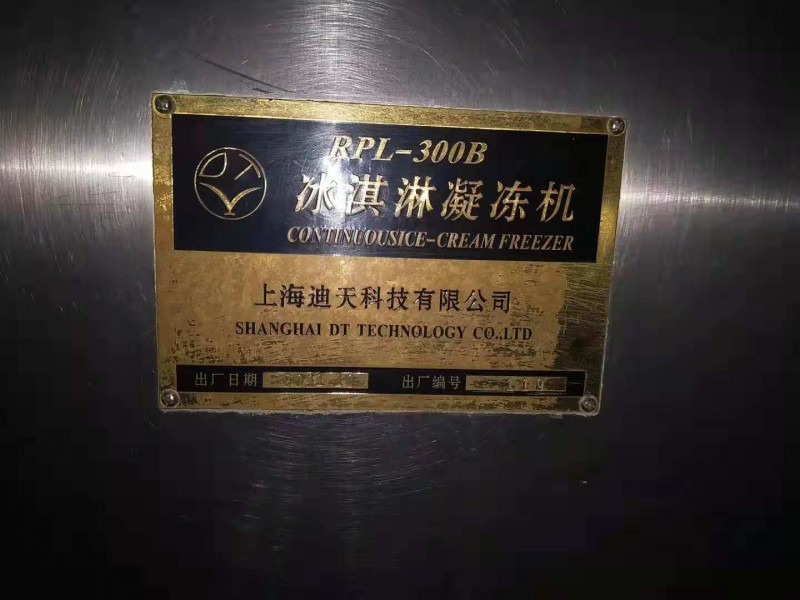 DT
RPL-300B
冰淇淋凝冻机
CONTINUOUSICE-CREAM FREEZER
上海迪天科技有限公司
SHANGHAI DT TECHNOLOGY CO.,LTD
出厂日期 出厂编号